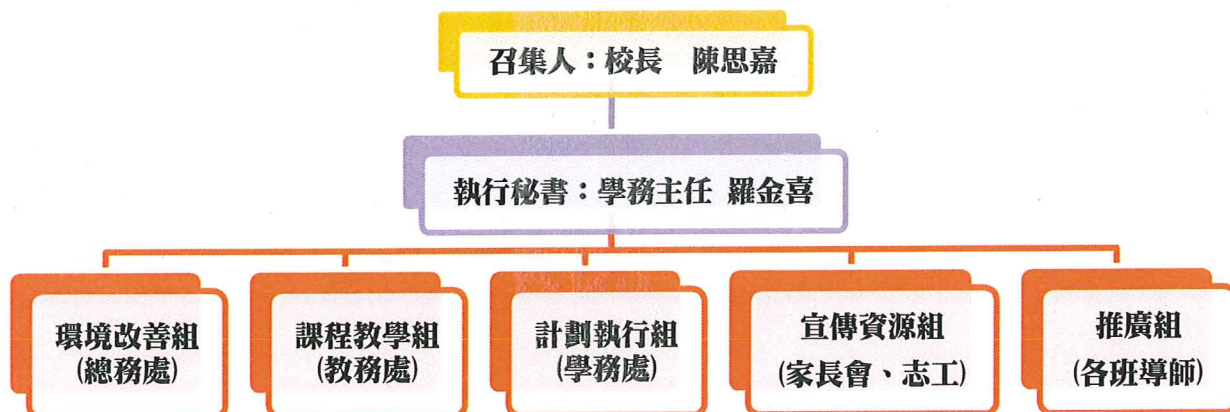 召集人：校長　陳思嘉
執行秘書：學務主任 羅金喜
環境改善組
(總務處)
課程教學組
(教務處)
計劃執行組
(學務處)
宣傳資源組
(家長會、志工)
推廣組
(各班導師)